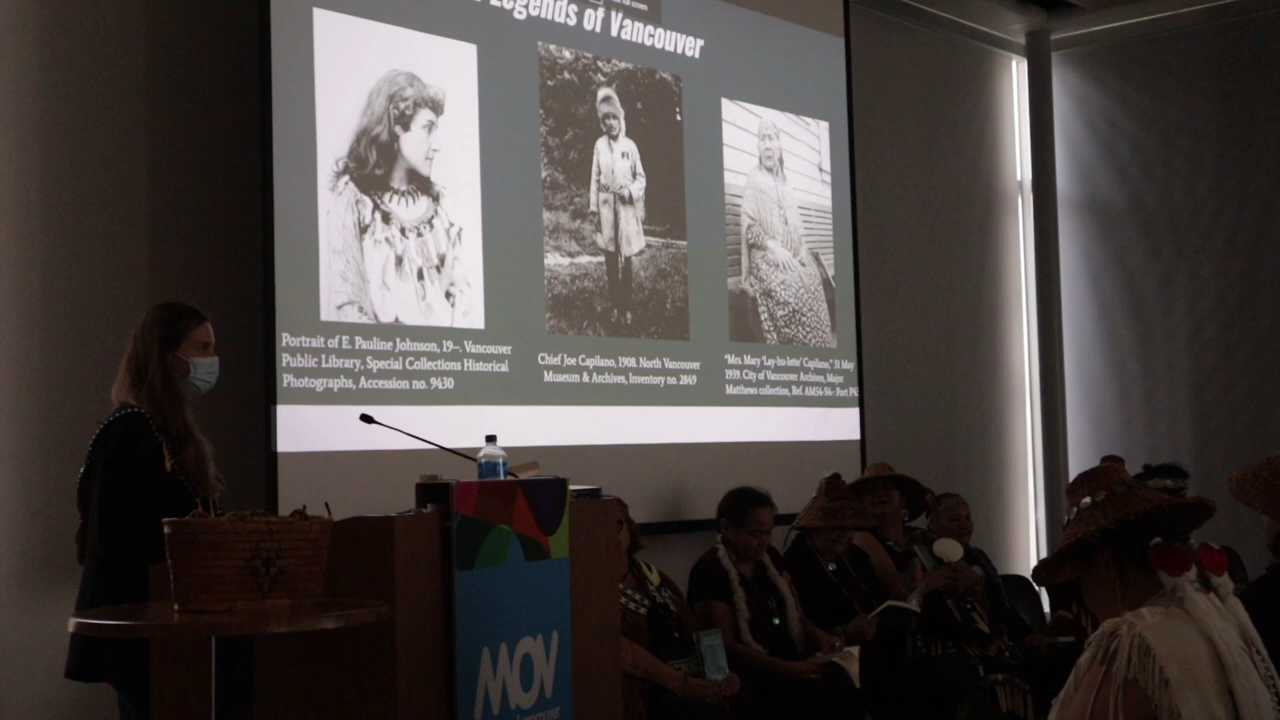 Legends of Vancouver
Portrait of E. Pauline Johnson, 19--. Vancouver
Public Library, Special Collections Historical
Photographs, Accession no. 9430
Chief Joe Capilano, 1908. North Vancouver
Museum & Archives, Inventory no. 2849
"Mrs. Mary 'Lay-hu-lette' Capilano," 31 May
1939. City of Vancouver Archives, Major
Matthews collection, Ref. AM54-S4-: Port P
MOV